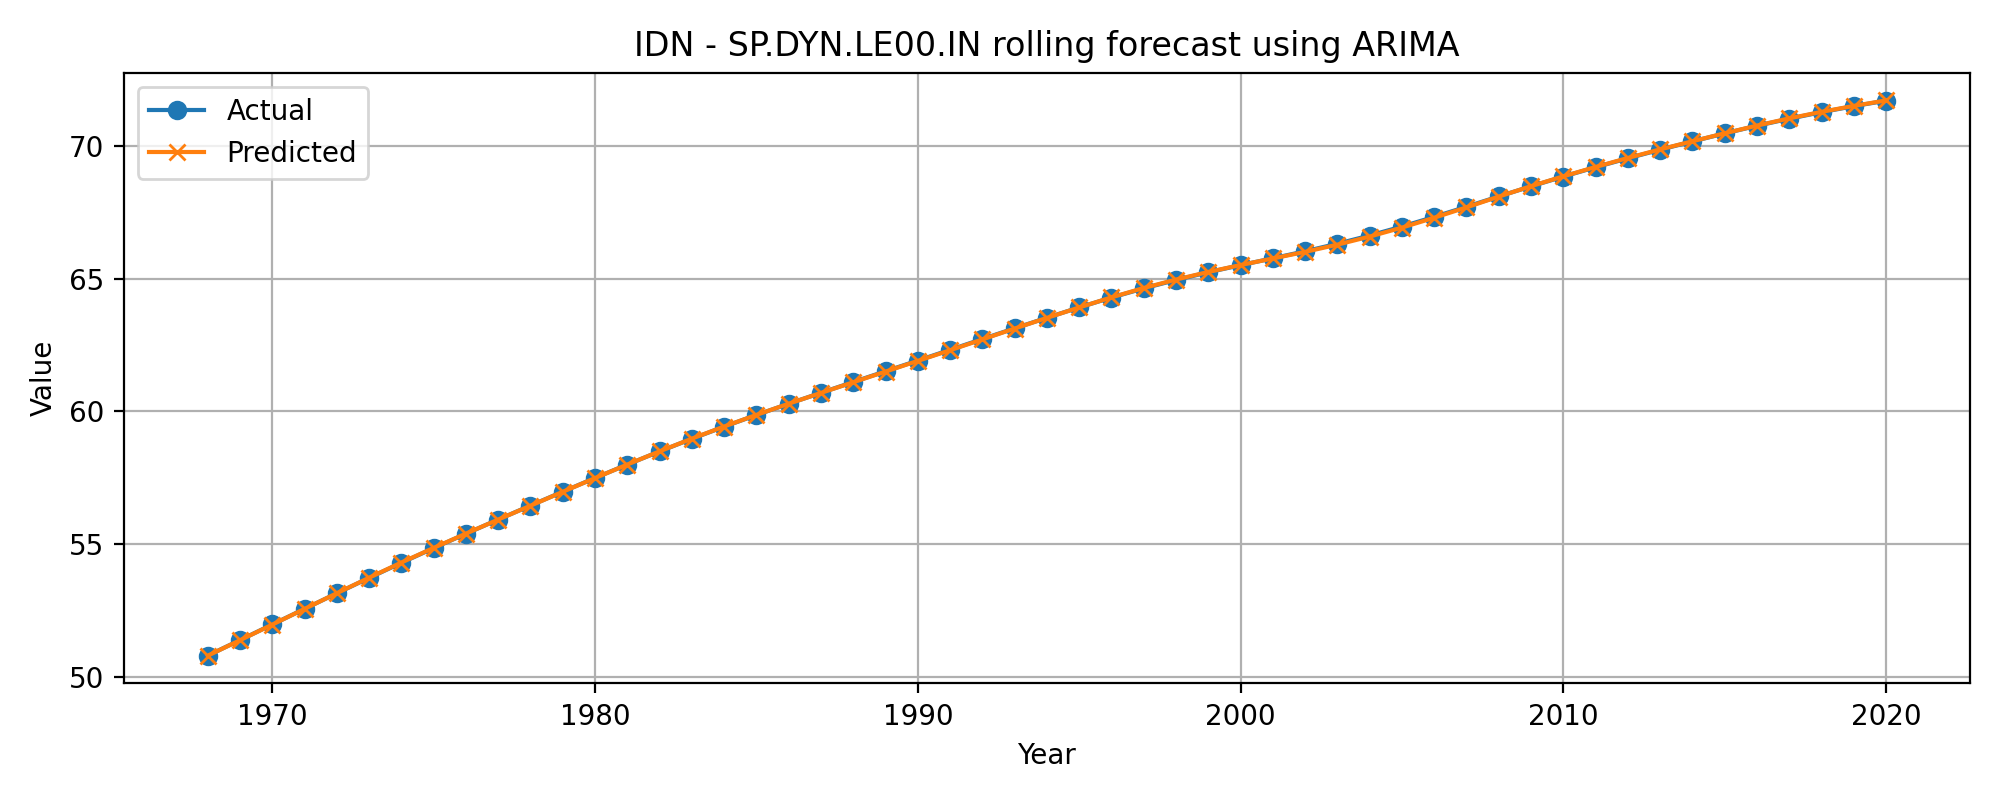 IDN - SP.DYN.LE00.IN rolling forecast using ARIMA
Actual
Predicted
Value
70
65
60
55
50
1970 1980 1990 2000 2010 2020
Year